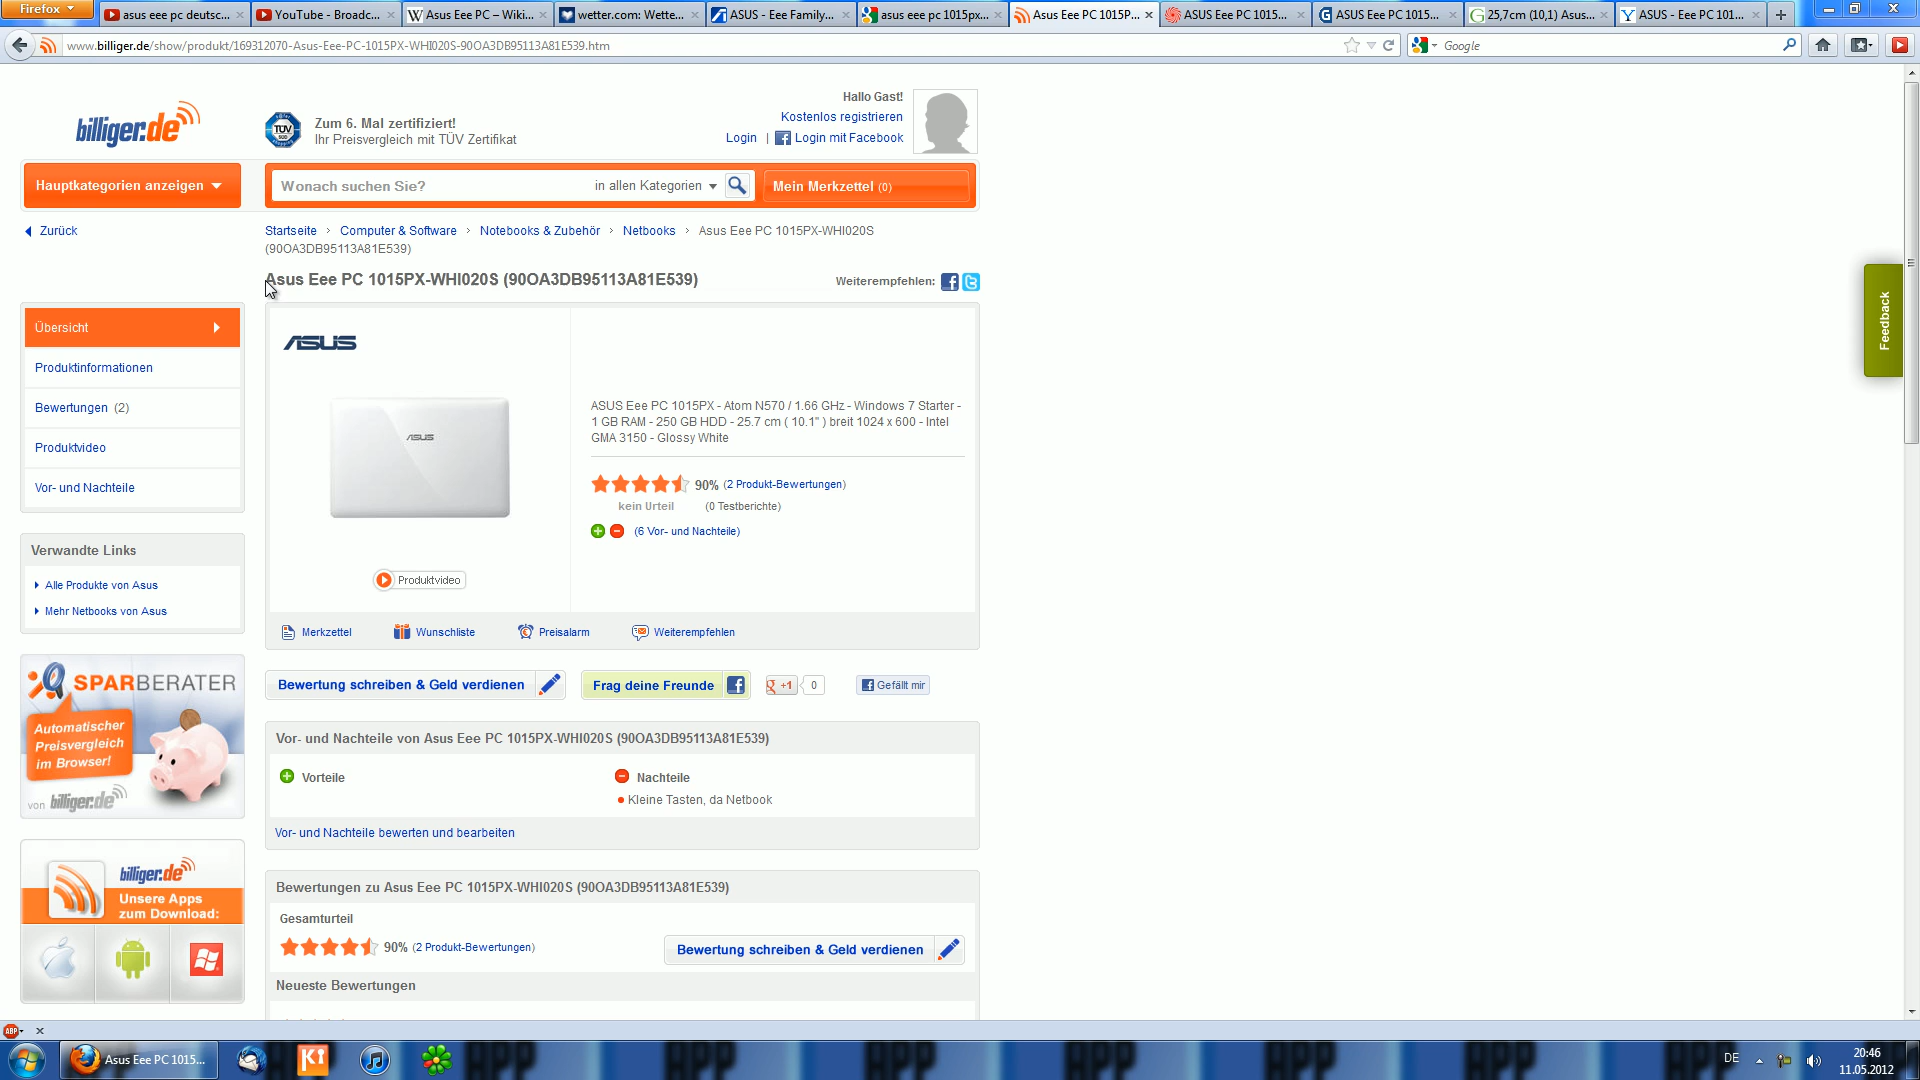 Firefox
asus eee pc deutsc...
YouTube - Broadc...
Asus Eee PC – Wiki...
wetter.com: Wette...
ASUS - Eee Family...
asus eee pc 1015px...
Asus Eee PC 1015P...
ASUS Eee PC 1015...
ASUS Eee PC 1015...
25,7cm (10,1) Asus...
ASUS - Eee PC 101...
www.billiger.de/show/produkt/169312070-Asus-Eee-PC-1015PX-WHI020S-90OA3DB95113A81E539.htm
Google
billiger.de
TÜV
Zum 6. Mal zertifiziert!
Ihr Preisvergleich mit TÜV Zertifikat
Hallo Gast!
Kostenlos registrieren
Login | Login mit Facebook
Hauptkategorien anzeigen
Wonach suchen Sie?
in allen Kategorien
Mein Merkzettel (0)
Zurück
Startseite › Computer & Software › Notebooks & Zubehör › Netbooks › Asus Eee PC 1015PX-WHI020S
(90OA3DB95113A81E539)
Asus Eee PC 1015PX-WHI020S (90OA3DB95113A81E539)
Weiterempfehlen:
Feedback
Übersicht
Produktinformationen
Bewertungen (2)
Produktvideo
Vor- und Nachteile
ASUS
ASUS
ASUS Eee PC 1015PX - Atom N570 / 1.66 GHz - Windows 7 Starter -
1 GB RAM - 250 GB HDD - 25.7 cm ( 10.1" ) breit 1024 x 600 - Intel
GMA 3150 - Glossy White
90% (2 Produkt-Bewertungen)
kein Urteil (0 Testberichte)
(6 Vor- und Nachteile)
Produktvideo
Merkzettel
Wunschliste
Preisalarm
Weiterempfehlen
Verwandte Links
Alle Produkte von Asus
Mehr Netbooks von Asus
SPARBERATER
Automatischer
Preisvergleich
im Browser!
von billiger.de
Bewertung schreiben & Geld verdienen
Frag deine Freunde
+1
0
Gefällt mir
Vor- und Nachteile von Asus Eee PC 1015PX-WHI020S (90OA3DB95113A81E539)
Vorteile
Nachteile
Kleine Tasten, da Netbook
Vor- und Nachteile bewerten und bearbeiten
billiger.de
Unsere Apps
zum Download:
Bewertungen zu Asus Eee PC 1015PX-WHI020S (90OA3DB95113A81E539)
Gesamturteil
90% (2 Produkt-Bewertungen)
Bewertung schreiben & Geld verdienen
Neueste Bewertungen
ABP
Asus Eee PC 1015...
Ki
DE
20:46
11.05.2012